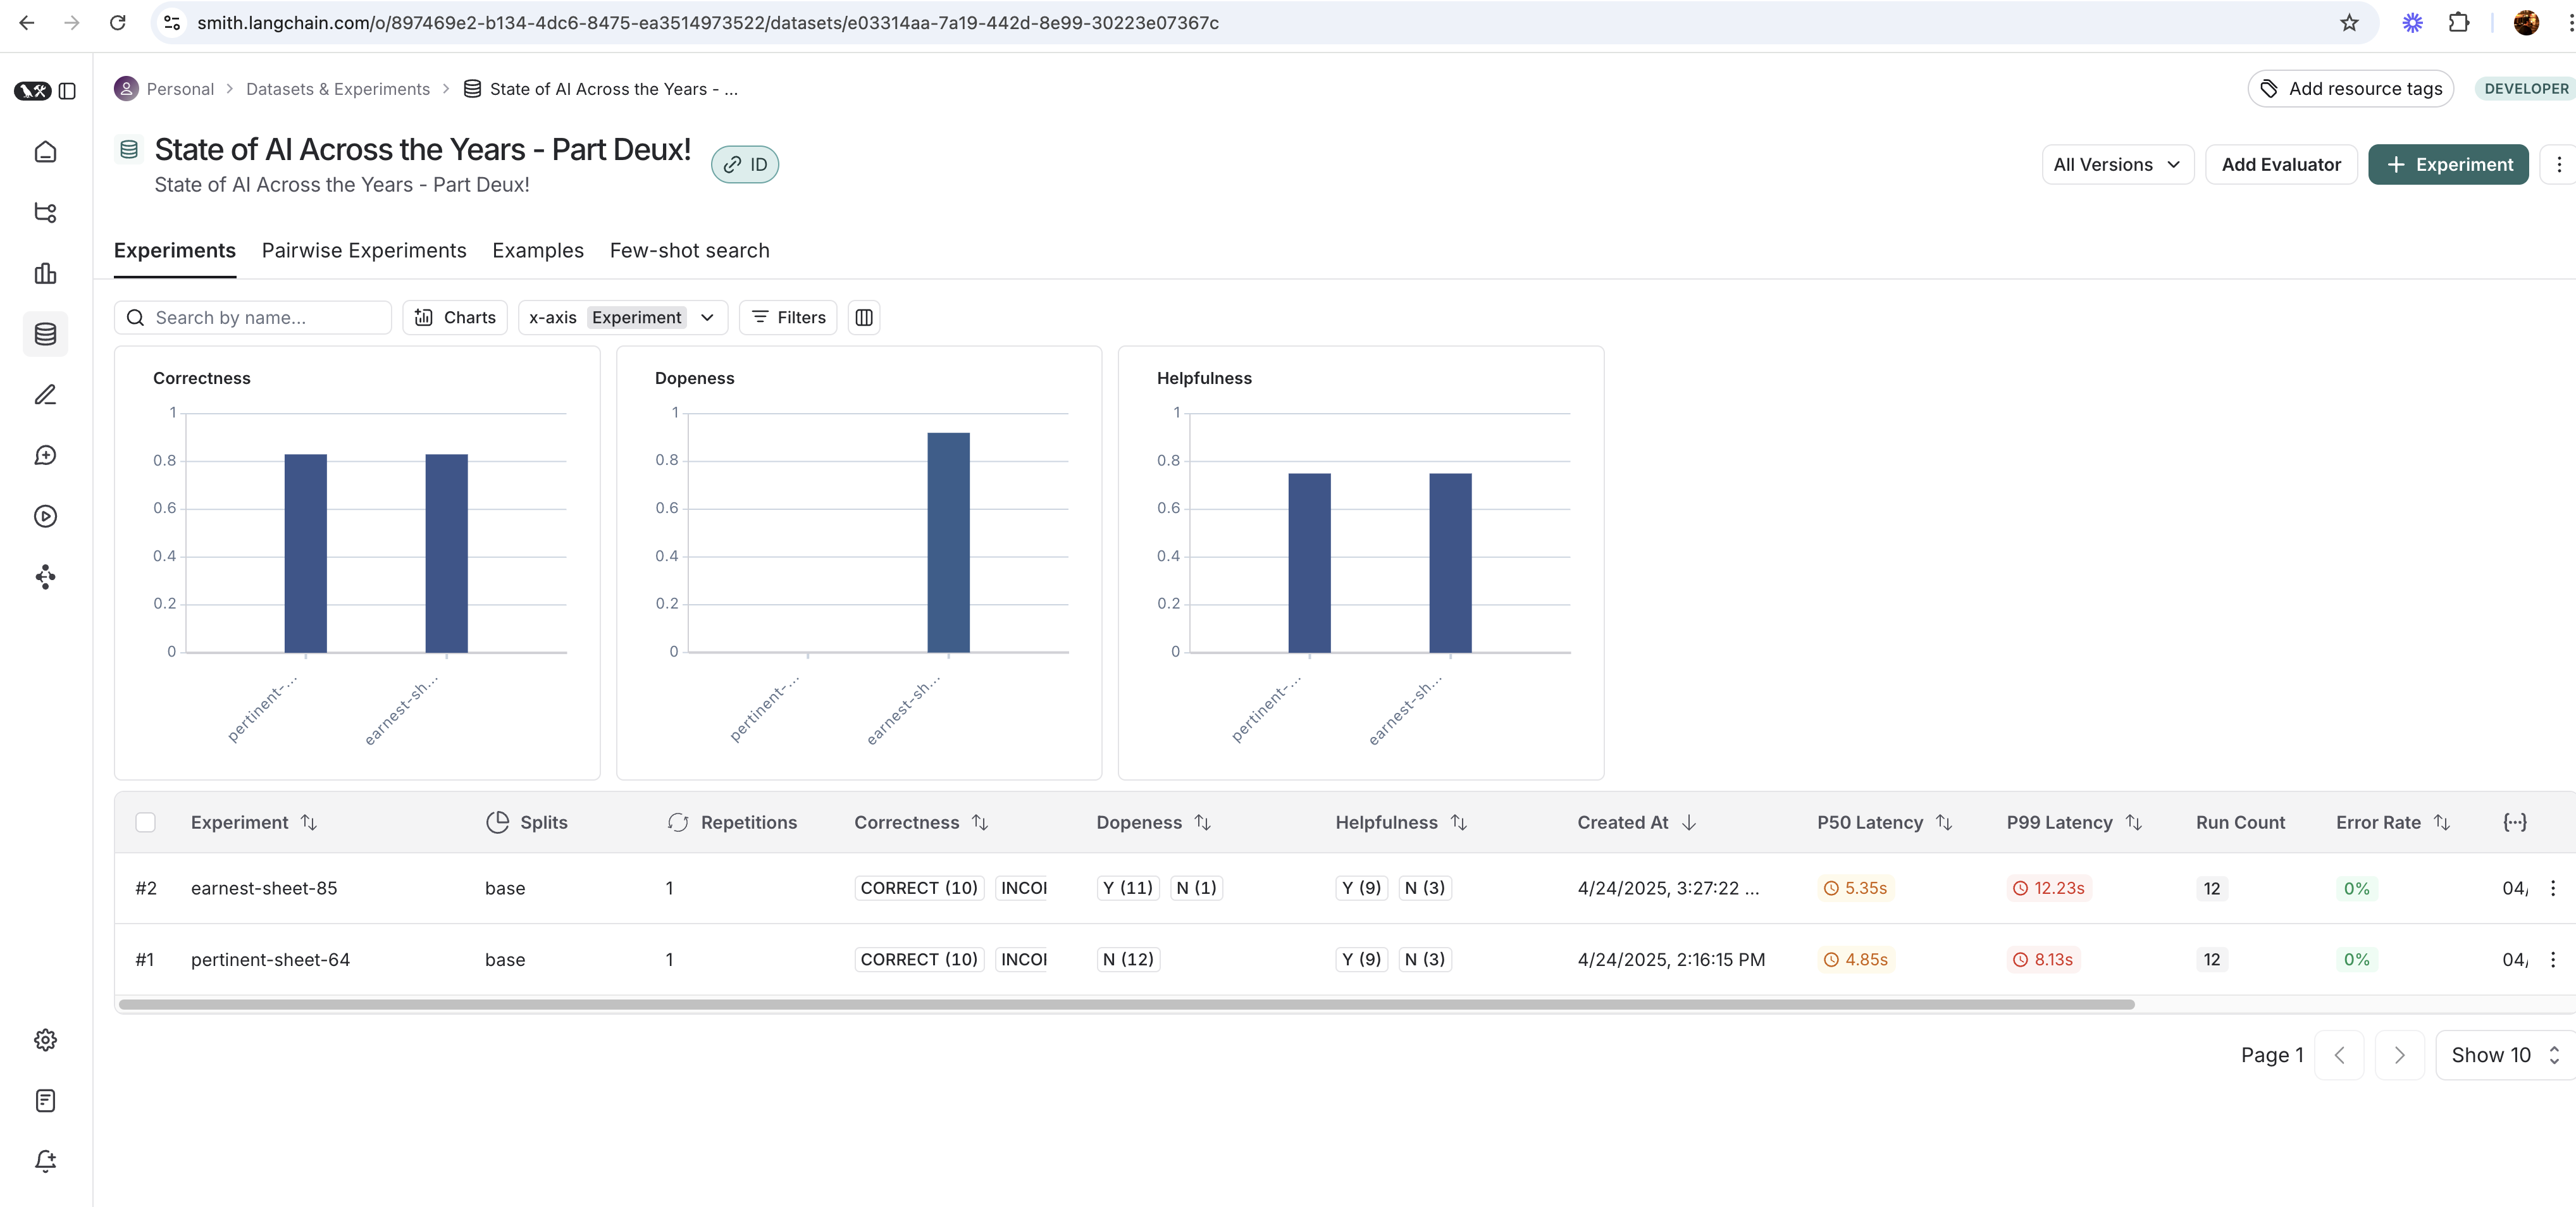 smith.langchain.com/o/897469e2-b134-4dc6-8475-ea3514973522/datasets/e03314aa-7a19-442d-8e99-30223e07367c
Personal > Datasets & Experiments > State of AI Across the Years - ...
Add resource tags
DEVELOPER
State of AI Across the Years - Part Deux!
ID
State of AI Across the Years - Part Deux!
All Versions
Add Evaluator
+ Experiment
Experiments Pairwise Experiments Examples Few-shot search
Search by name...
Charts
x-axis Experiment
Filters
Correctness
1
0.8
0.6
0.4
0.2
0
pertinent-...
earnest-sh...
Dopeness
1
0.8
0.6
0.4
0.2
0
pertinent-...
earnest-sh...
Helpfulness
1
0.8
0.6
0.4
0.2
0
pertinent-...
earnest-sh...
Experiment Splits Repetitions Correctness Dopeness Helpfulness Created At P50 Latency P99 Latency Run Count Error Rate {...}
#2 earnest-sheet-85 base 1 CORRECT (10) INCO Y (11) N (1) Y (9) N (3) 4/24/2025, 3:27:22 ... 5.35s 12.23s 12 0% 04/
#1 pertinent-sheet-64 base 1 CORRECT (10) INCO N (12) Y (9) N (3) 4/24/2025, 2:16:15 PM 4.85s 8.13s 12 0% 04/
Page 1
Show 10